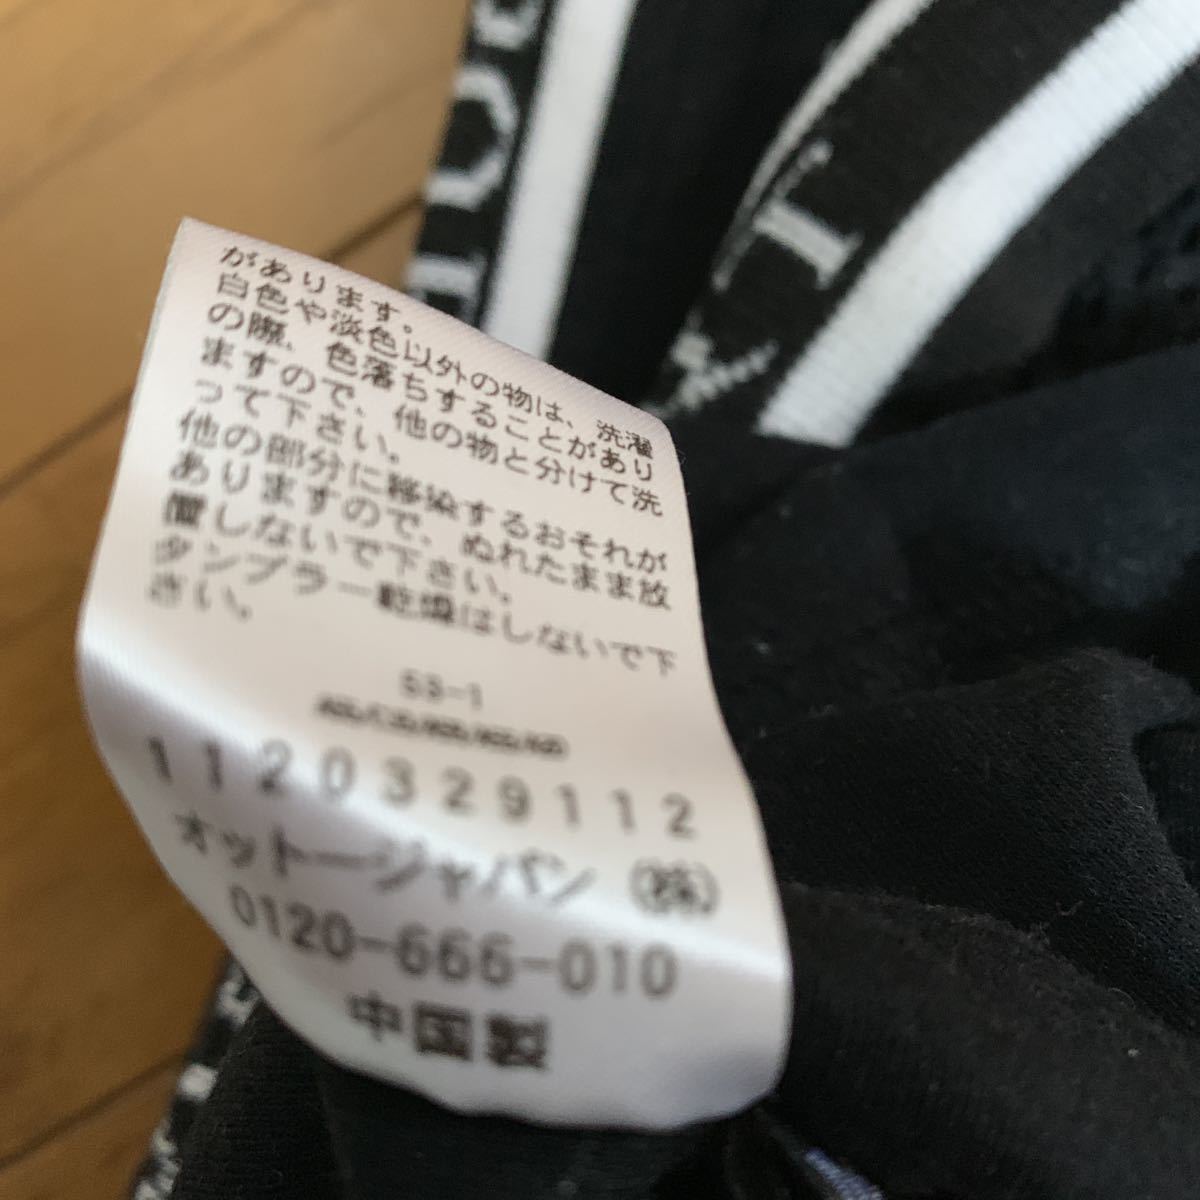 があります。
白色や淡色以外の物は、洗濯
の際、色落ちすることがあり
ますので、他の物と分けて洗
って下さい。
他の部分に移染するおそれが
ありますので、ぬれたまま放
置しないで下さい。
タンブラー乾燥はしないで下
さい。
53-1
1120329112
オットージャパン(株)
0120-666-010
中国製